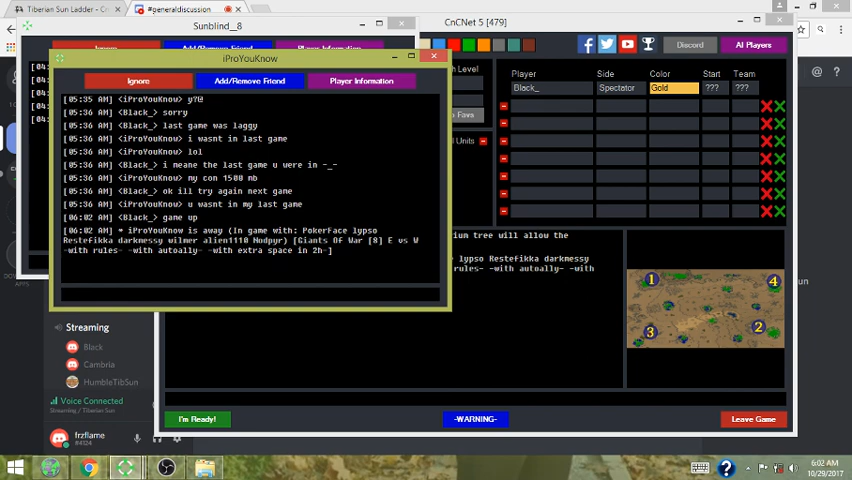 Tiberian Sun Ladder - Cha
#generaldiscussion
Sunblind__8
CnCNet 5 [479]
iProYouKnow
Ignore
Add/Remove Friend
Player Information
Discord
AI Players
Player
Side
Color
Start
Team
Black_
Spectator
Gold
???
???
[05:35 AM] <iProYouKnow> y?@
[05:36 AM] <Black_> sorry
[05:36 AM] <Black_> last game was laggy
[05:36 AM] <iProYouKnow> i wasnt in last game
[05:36 AM] <iProYouKnow> lol
[05:36 AM] <Black_> i meane the last game u were in -_-
[05:36 AM] <iProYouKnow> my con 1500 mb
[05:36 AM] <Black_> ok ill try again next game
[05:36 AM] <iProYouKnow> u wasnt in my last game
[06:02 AM] <Black_> game up
[06:02 AM] * iProYouKnow is away (In game with: PokerFace lypso
Restefikka darkmessy wilmer alien1110 Nodpyr) [Giants Of War [8] E vs W
-with rules- -with autoally- -with extra space in 2h-]
h Level
o Fava
l Units
ium tree will allow the
lypso Restefikka darkmessy
rules- -with autoally- -with
1
4
3
2
Streaming
Black
Cambria
HumbleTibSun
Voice Connected
Streaming / Tiberian Sun
frzflame
#4124
I'm Ready!
-WARNING-
Leave Game
6:02 AM
10/29/2017